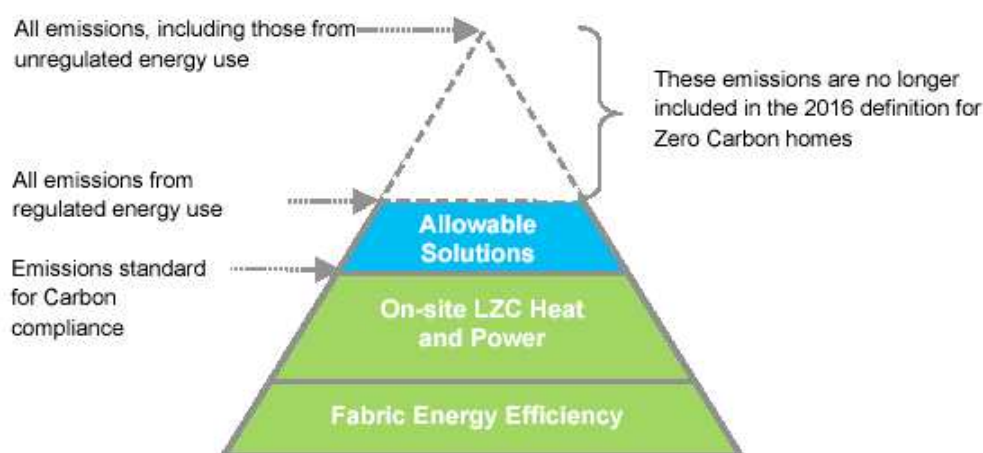 All emissions, including those from
unregulated energy use
These emissions are no longer
included in the 2016 definition for
Zero Carbon homes
All emissions from
regulated energy use
Allowable
Solutions
Emissions standard
for Carbon
compliance
On-site LZC Heat
and Power
Fabric Energy Efficiency